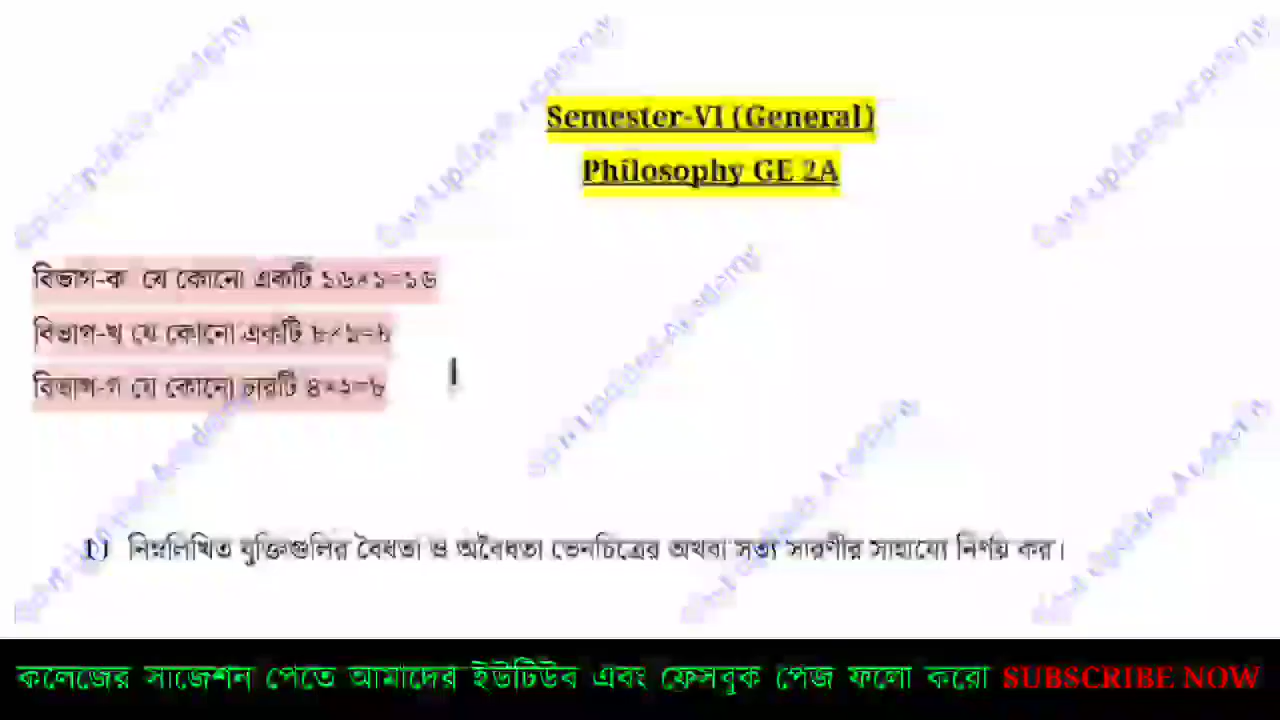 Semester-VI (General)
Philosophy GE 2A
বিভাগ-ক যে কোনো একটি ১৬×১=১৬
বিভাগ-খ যে কোনো একটি ৮×১=৮
বিভাগ-গ যে কোনো চারটি ৪×২=৮
1) নিম্নলিখিত যুক্তিগুলির বৈধতা ও অবৈধতা ভেনচিত্রের অথবা সত্য সারণীর সাহায্যে নির্ণয় কর।
কলেজের সাজেশন পেতে আমাদের ইউটিউব এবং ফেসবুক পেজ ফলো করো SUBSCRIBE NOW